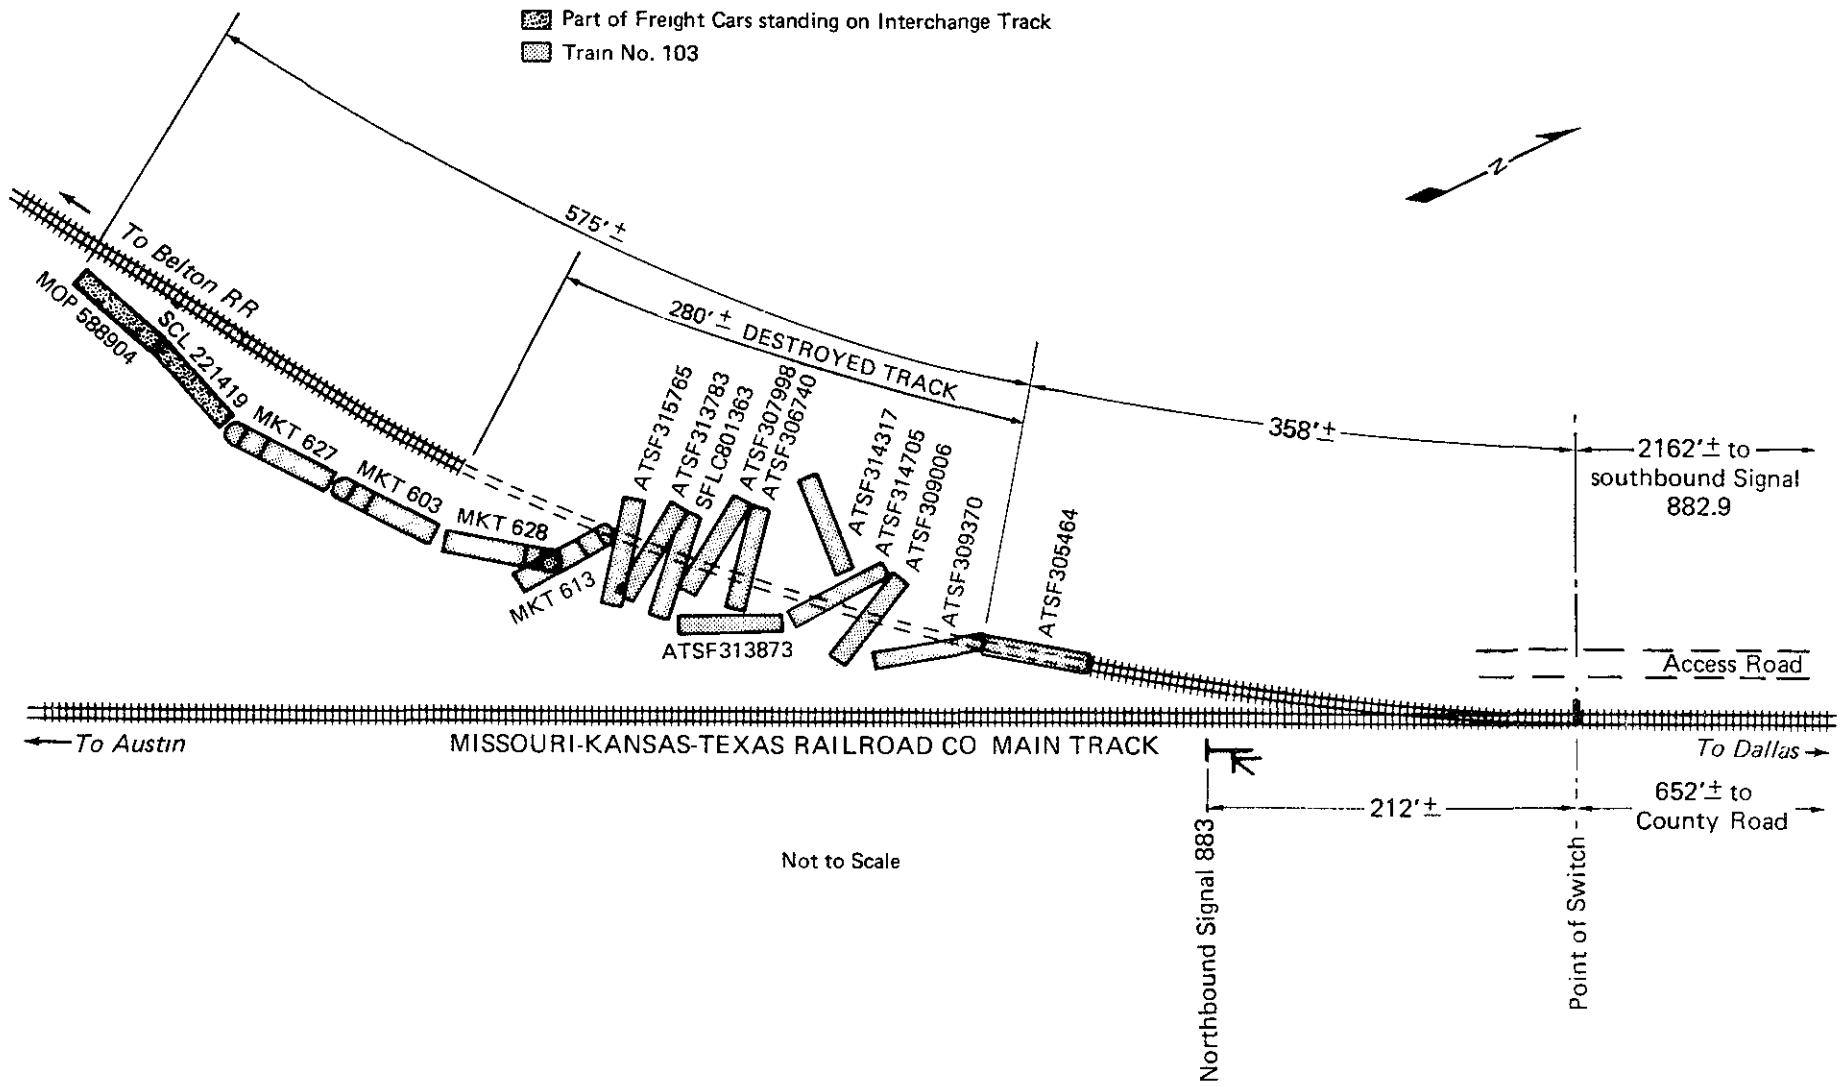 Part of Freight Cars standing on Interchange Track
Train No. 103
N
575'±
To Belton RR
280'± DESTROYED TRACK
358'±
2162'± to
southbound Signal
882.9
MOP 588904
SCL 221419
MKT 627
MKT 603
MKT 628
MKT 613
ATSF315765
ATSF313783
SFLC801363
ATSF307998
ATSF306740
ATSF314317
ATSF314705
ATSF309006
ATSF309370
ATSF305464
ATSF313873
Access Road
To Austin
MISSOURI-KANSAS-TEXAS RAILROAD CO MAIN TRACK
To Dallas
212'±
652'± to
County Road
Not to Scale
Northbound Signal 883
Point of Switch